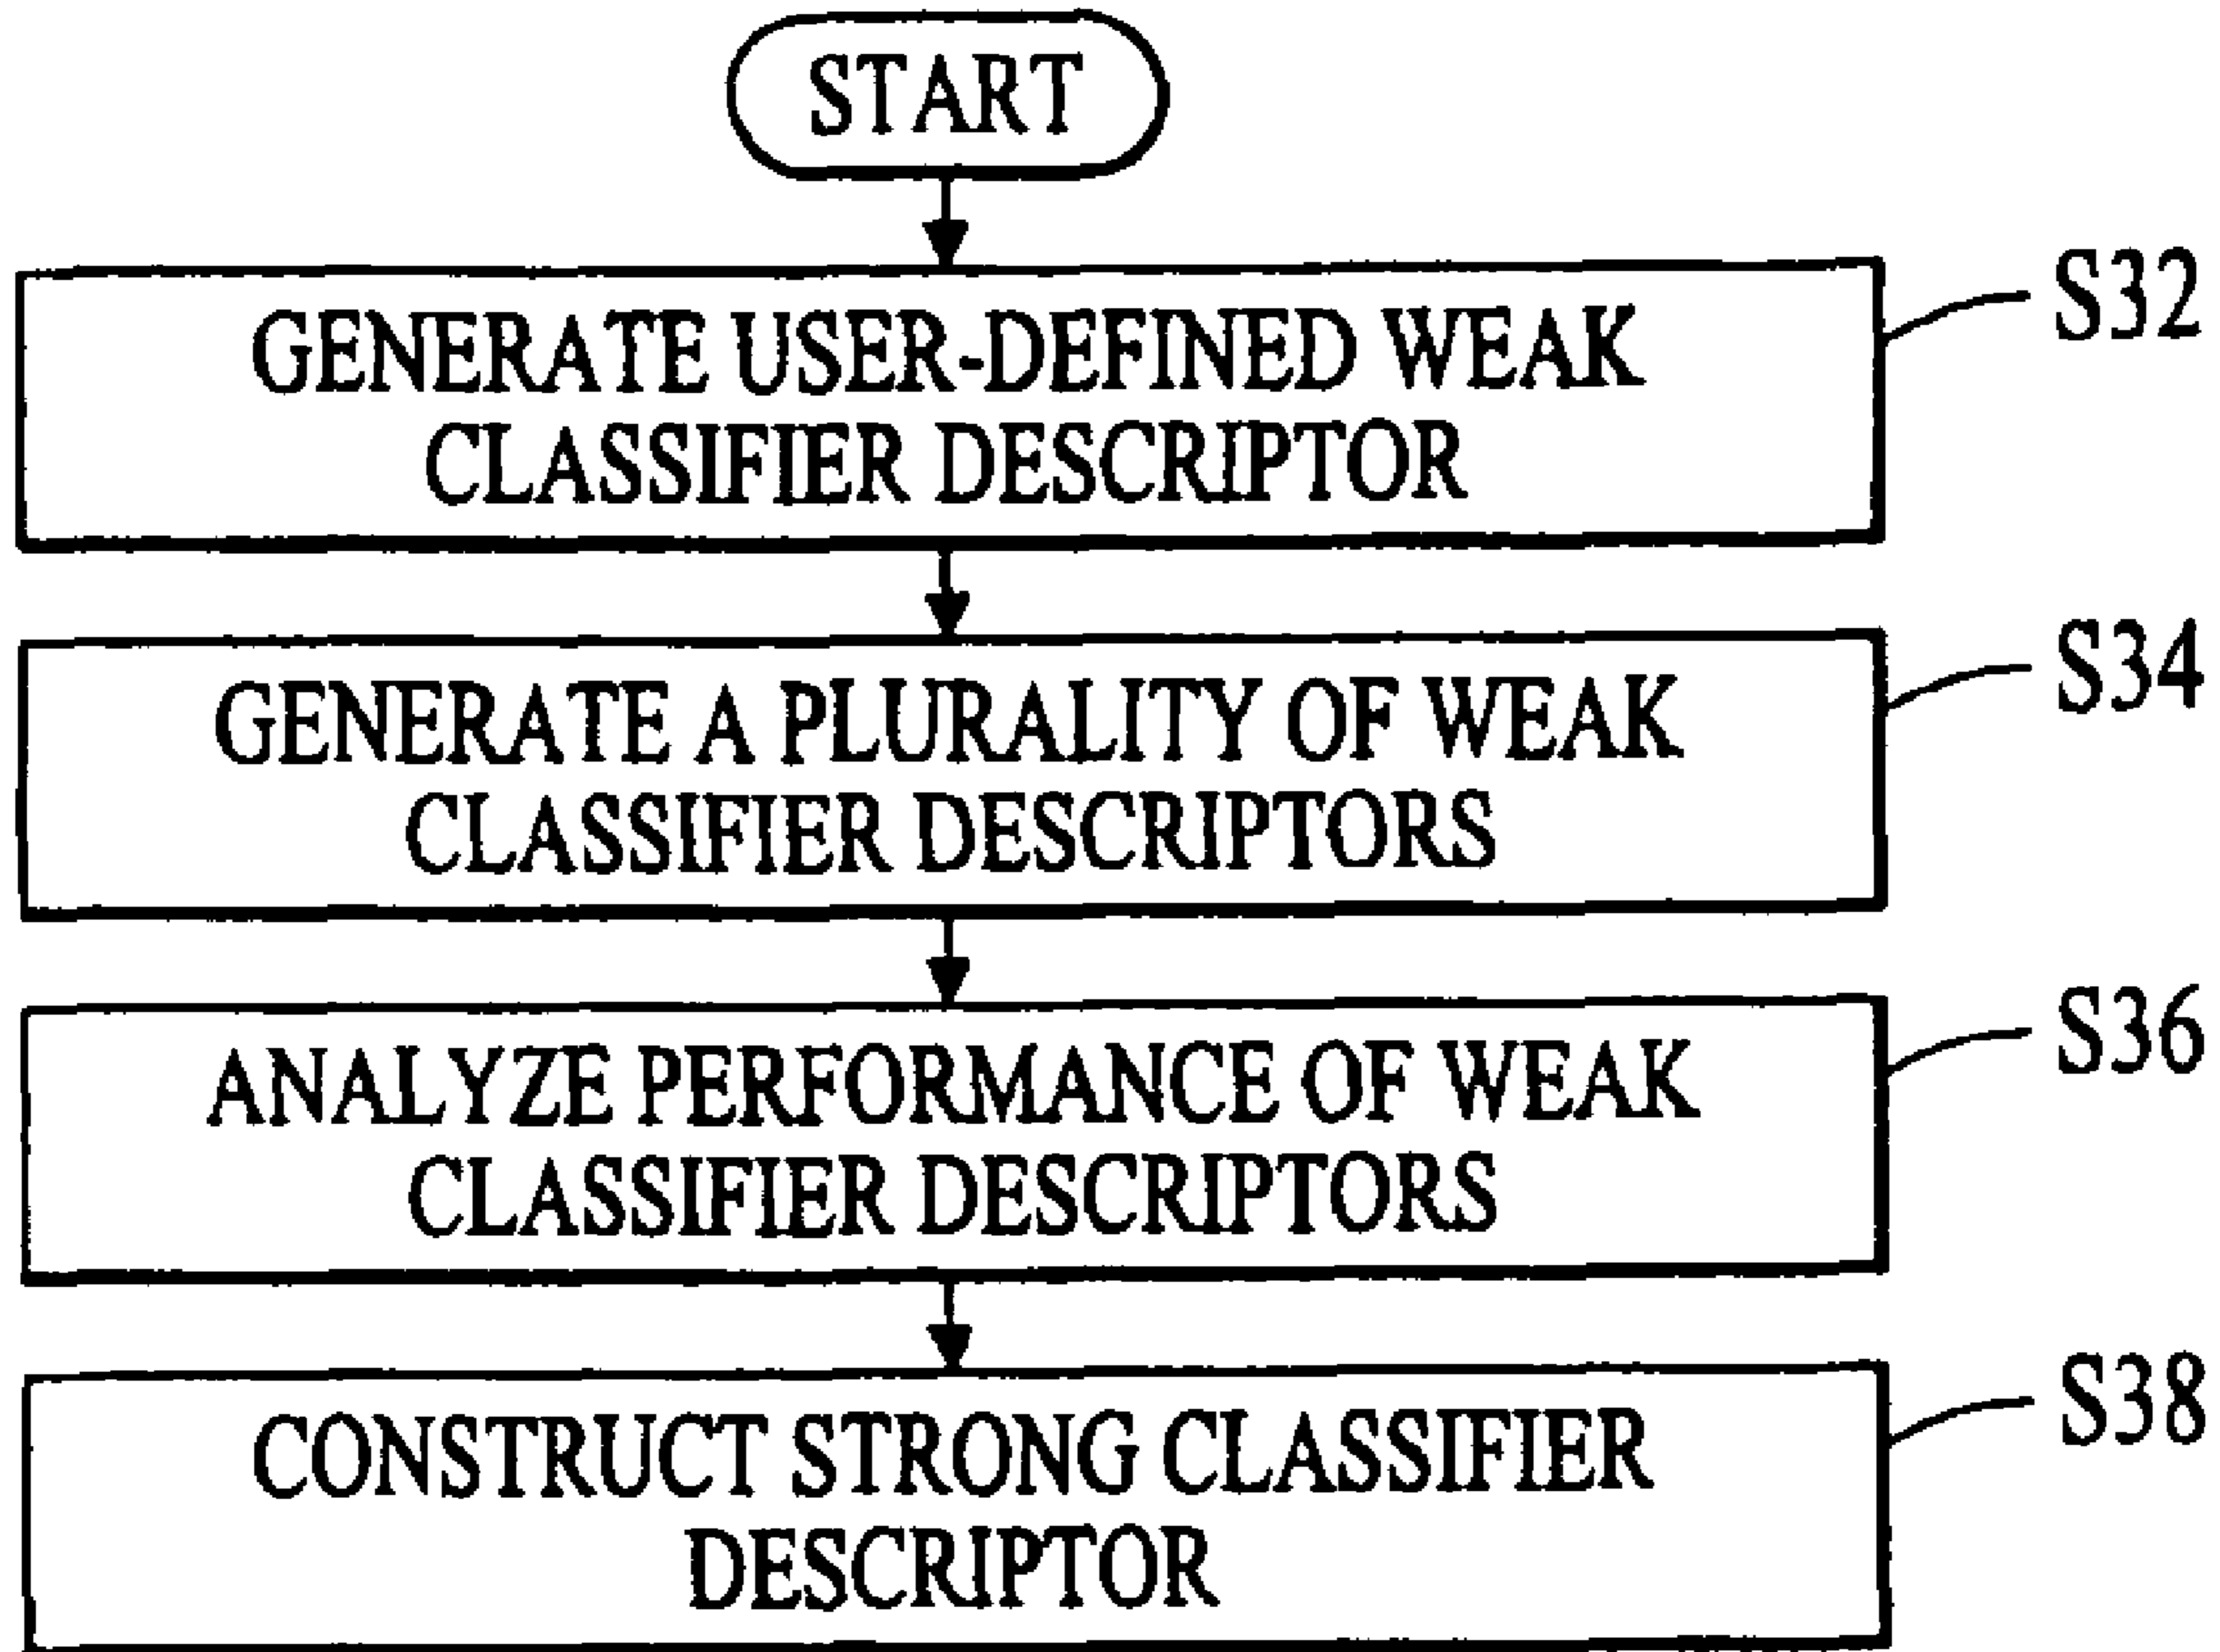 START
GENERATE USER-DEFINED WEAK
CLASSIFIER DESCRIPTOR
S32
GENERATE A PLURALITY OF WEAK
CLASSIFIER DESCRIPTORS
S34
ANALYZE PERFORMANCE OF WEAK
CLASSIFIER DESCRIPTORS
S36
CONSTRUCT STRONG CLASSIFIER
DESCRIPTOR
S38